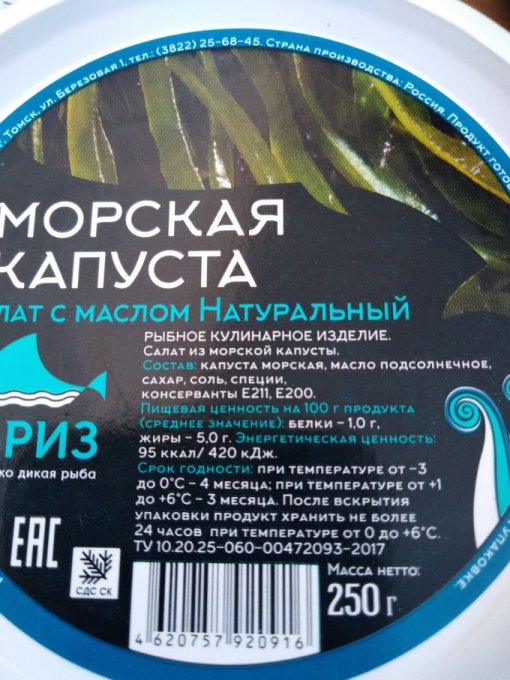 г. Томск, ул. Березовая 1, тел.: (3822) 25-68-45. Страна производства: Россия. Продукт гото
МОРСКАЯ
КАПУСТА
лат с маслом Натуральный
РЫБНОЕ КУЛИНАРНОЕ ИЗДЕЛИЕ.
Салат из морской капусты.
Состав: капуста морская, масло подсолнечное,
сахар, соль, специи,
консерванты Е211, Е200.
Пищевая ценность на 100 г продукта
(среднее значение): белки – 1,0 г,
жиры – 5,0 г. Энергетическая ценность:
95 ккал/ 420 кДж.
Срок годности: при температуре от –3
до 0°С – 4 месяца; при температуре от +1
до +6°С – 3 месяца. После вскрытия
упаковки продукт хранить не более
24 часов при температуре от 0 до +6°С.
ТУ 10.20.25-060-00472093-2017
РИЗ
ко дикая рыба
ЕАС
СДС СК
Масса нетто:
250 г
4 620757 920916
упаковке.